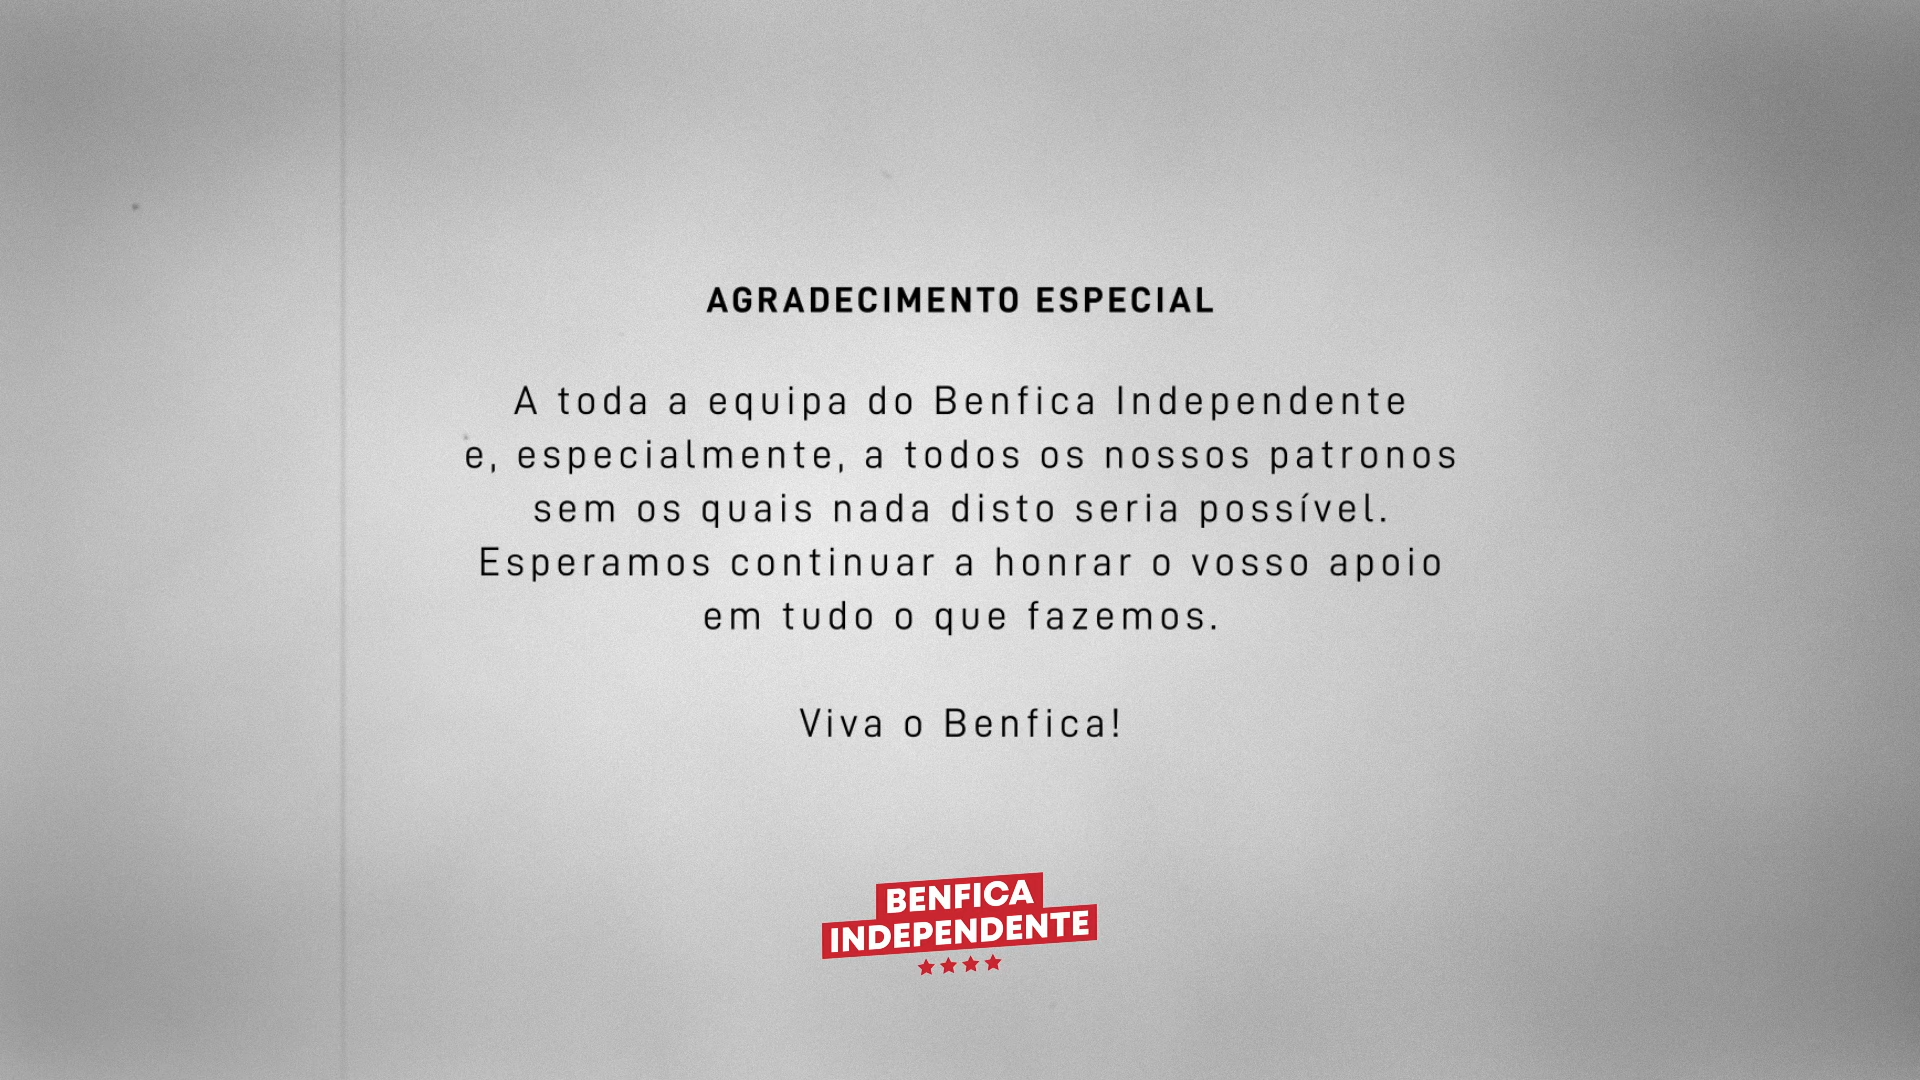 AGRADECIMENTO ESPECIAL
A toda a equipa do Benfica Independente
e, especialmente, a todos os nossos patronos
sem os quais nada disto seria possível.
Esperamos continuar a honrar o vosso apoio
em tudo o que fazemos.
Viva o Benfica!
BENFICA
INDEPENDENTE